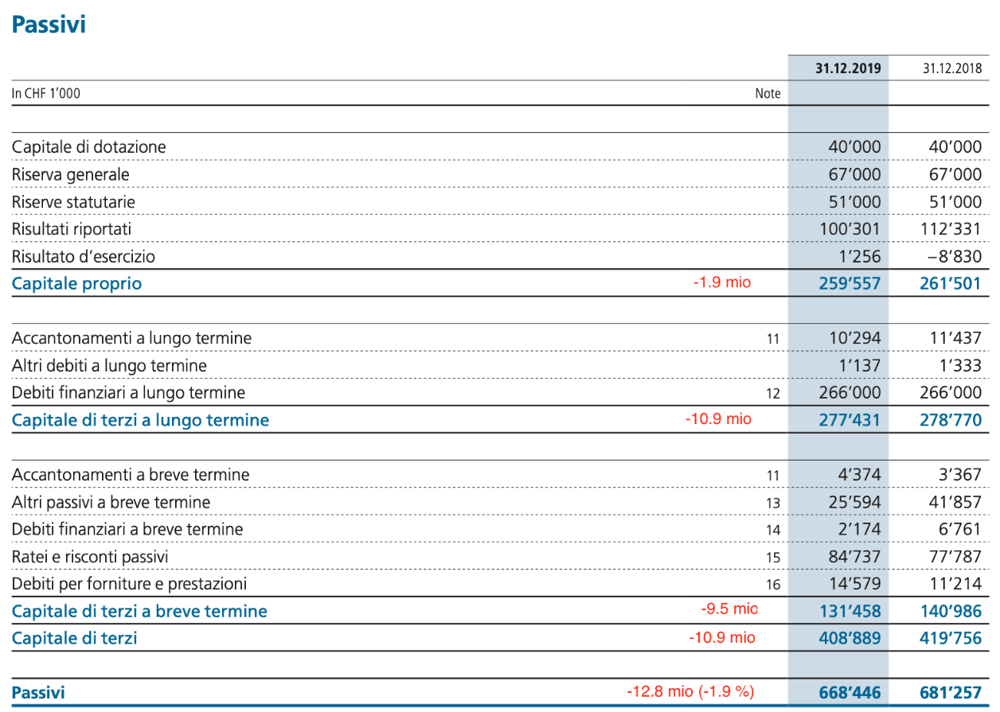 Passivi
31.12.2019 31.12.2018
In CHF 1’000 Note
Capitale di dotazione 40’000 40’000
Riserva generale 67’000 67’000
Riserve statutarie 51’000 51’000
Risultati riportati 100’301 112’331
Risultato d’esercizio 1’256 –8’830
Capitale proprio -1.9 mio 259’557 261’501
Accantonamenti a lungo termine 11 10’294 11’437
Altri debiti a lungo termine 1’137 1’333
Debiti finanziari a lungo termine 12 266’000 266’000
Capitale di terzi a lungo termine -10.9 mio 277’431 278’770
Accantonamenti a breve termine 11 4’374 3’367
Altri passivi a breve termine 13 25’594 41’857
Debiti finanziari a breve termine 14 2’174 6’761
Ratei e risconti passivi 15 84’737 77’787
Debiti per forniture e prestazioni 16 14’579 11’214
Capitale di terzi a breve termine -9.5 mio 131’458 140’986
Capitale di terzi -10.9 mio 408’889 419’756
Passivi -12.8 mio (-1.9 %) 668’446 681’257